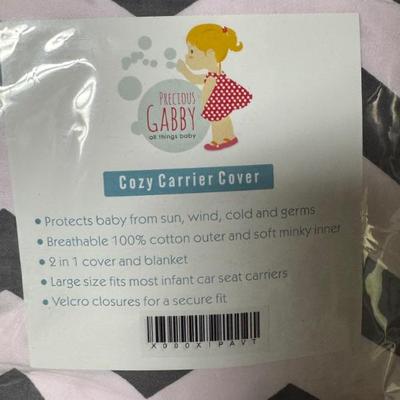 PRECIOUS
GABBY
all things baby
Cozy Carrier Cover
• Protects baby from sun, wind, cold and germs
• Breathable 100% cotton outer and soft minky inner
• 2 in 1 cover and blanket
• Large size fits most infant car seat carriers
• Velcro closures for a secure fit